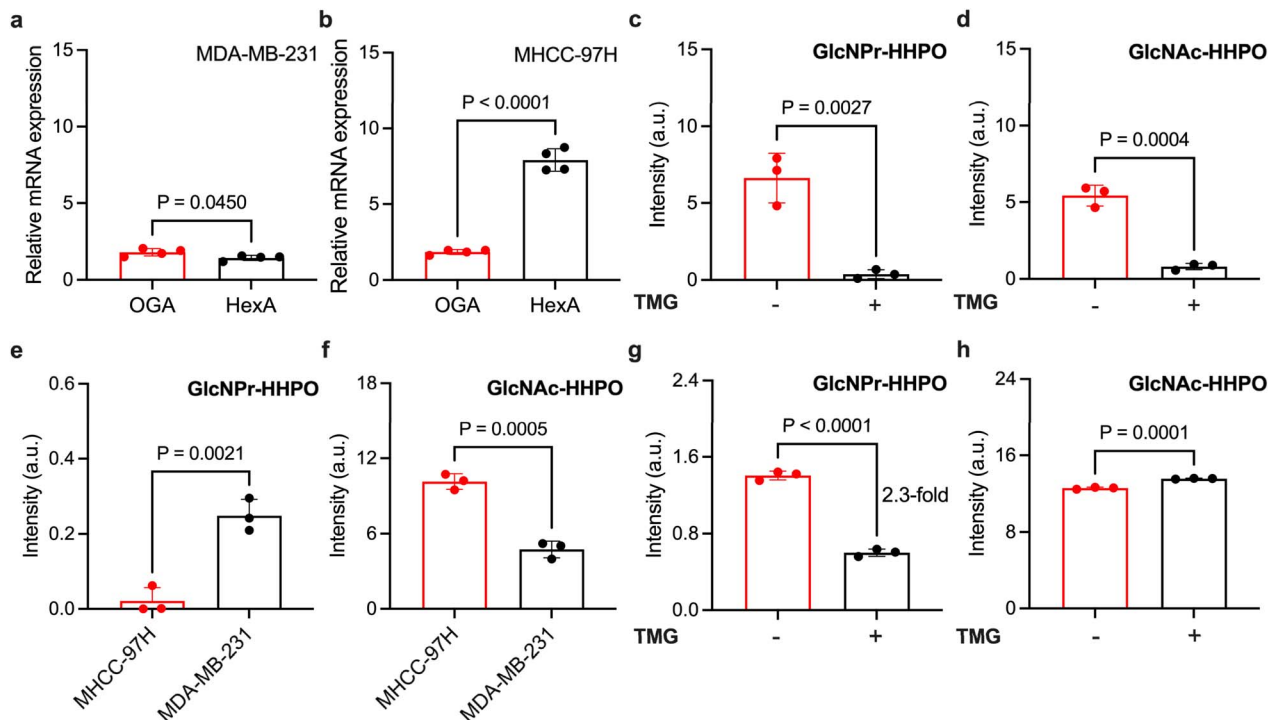 a
MDA-MB-231
Relative mRNA expression
15
10
5
0
P = 0.0450
OGA
HexA
b
MHCC-97H
Relative mRNA expression
15
10
5
0
P < 0.0001
OGA
HexA
c
GlcNPr-HHPO
Intensity (a.u.)
15
10
5
0
P = 0.0027
TMG
-
+
d
GlcNAc-HHPO
Intensity (a.u.)
15
10
5
0
P = 0.0004
TMG
-
+
e
GlcNPr-HHPO
Intensity (a.u.)
0.6
0.4
0.2
0.0
P = 0.0021
MHCC-97H
MDA-MB-231
f
GlcNAc-HHPO
Intensity (a.u.)
18
12
6
0
P = 0.0005
MHCC-97H
MDA-MB-231
g
GlcNPr-HHPO
Intensity (a.u.)
2.4
1.6
0.8
0.0
P < 0.0001
2.3-fold
TMG
-
+
h
GlcNAc-HHPO
Intensity (a.u.)
24
16
12
0
P = 0.0001
TMG
-
+